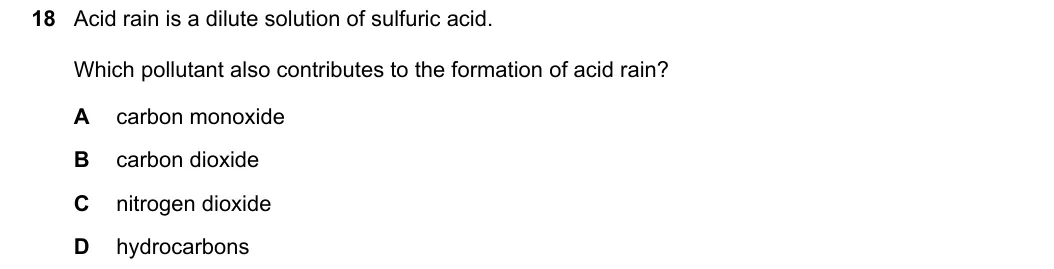 18 Acid rain is a dilute solution of sulfuric acid.
Which pollutant also contributes to the formation of acid rain?
A carbon monoxide
B carbon dioxide
C nitrogen dioxide
D hydrocarbons